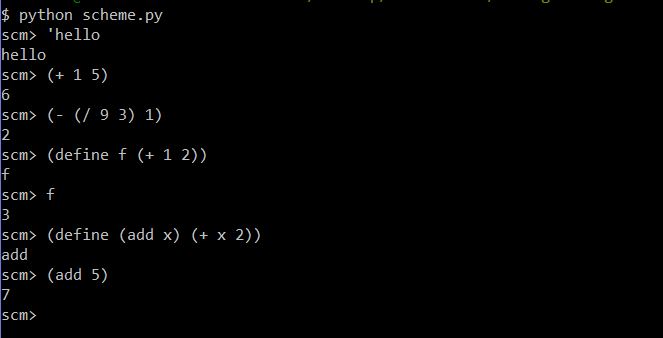 $ python scheme.py
scm> 'hello
hello
scm> (+ 1 5)
6
scm> (- (/ 9 3) 1)
2
scm> (define f (+ 1 2))
f
scm> f
3
scm> (define (add x) (+ x 2))
add
scm> (add 5)
7
scm>